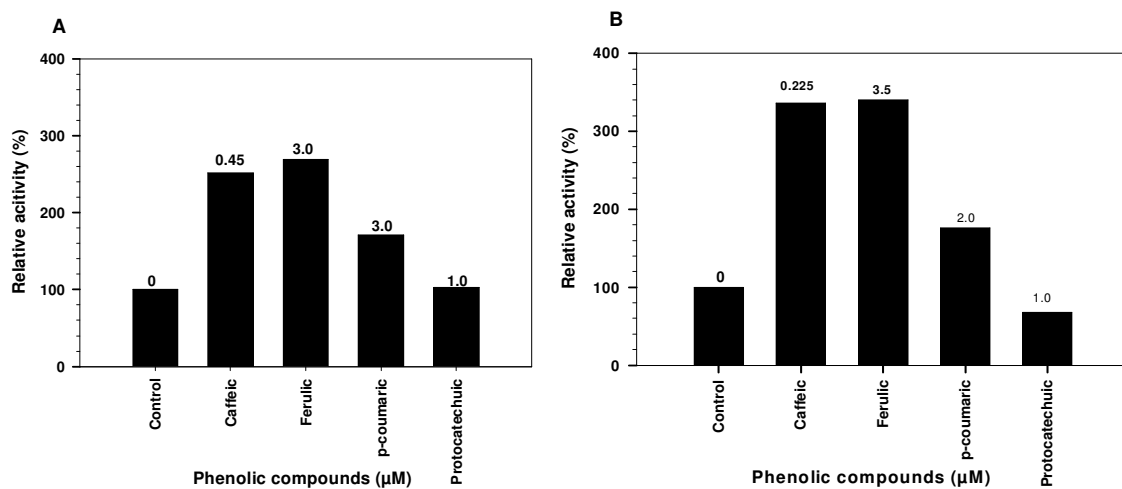 A
400
300
200
100
0
Relative acitivity (%)
0
0.45
3.0
3.0
1.0
Control
Caffeic
Ferulic
p-coumaric
Protocatechuic
Phenolic compounds (µM)
B
400
300
200
100
0
Relative activity (%)
0
0.225
3.5
2.0
1.0
Control
Caffeic
Ferulic
p-coumaric
Protocatechuic
Phenolic compounds (µM)